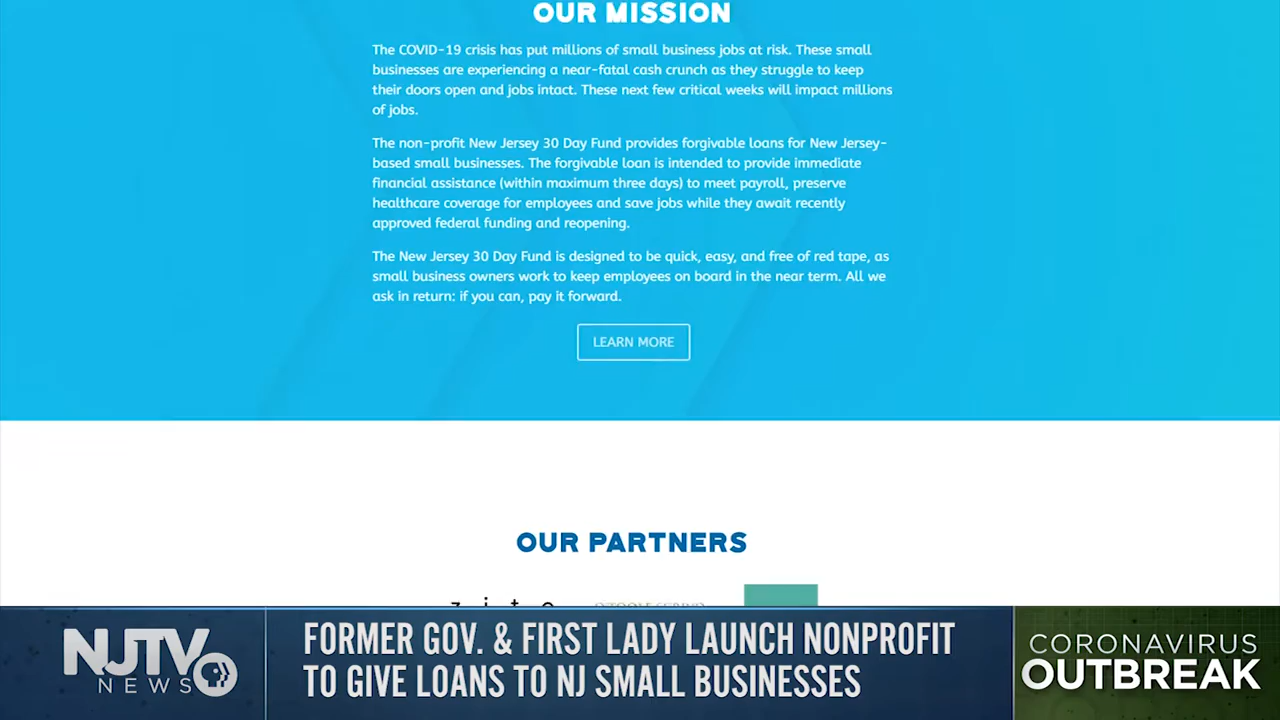 OUR MISSION
The COVID-19 crisis has put millions of small business jobs at risk. These small
businesses are experiencing a near-fatal cash crunch as they struggle to keep
their doors open and jobs intact. These next few critical weeks will impact millions
of jobs.
The non-profit New Jersey 30 Day Fund provides forgivable loans for New Jersey-
based small businesses. The forgivable loan is intended to provide immediate
financial assistance (within maximum three days) to meet payroll, preserve
healthcare coverage for employees and save jobs while they await recently
approved federal funding and reopening.
The New Jersey 30 Day Fund is designed to be quick, easy, and free of red tape, as
small business owners work to keep employees on board in the near term. All we
ask in return: if you can, pay it forward.
LEARN MORE
OUR PARTNERS
NJTV
NEWS
PBS
FORMER GOV. & FIRST LADY LAUNCH NONPROFIT
TO GIVE LOANS TO NJ SMALL BUSINESSES
CORONAVIRUS
OUTBREAK